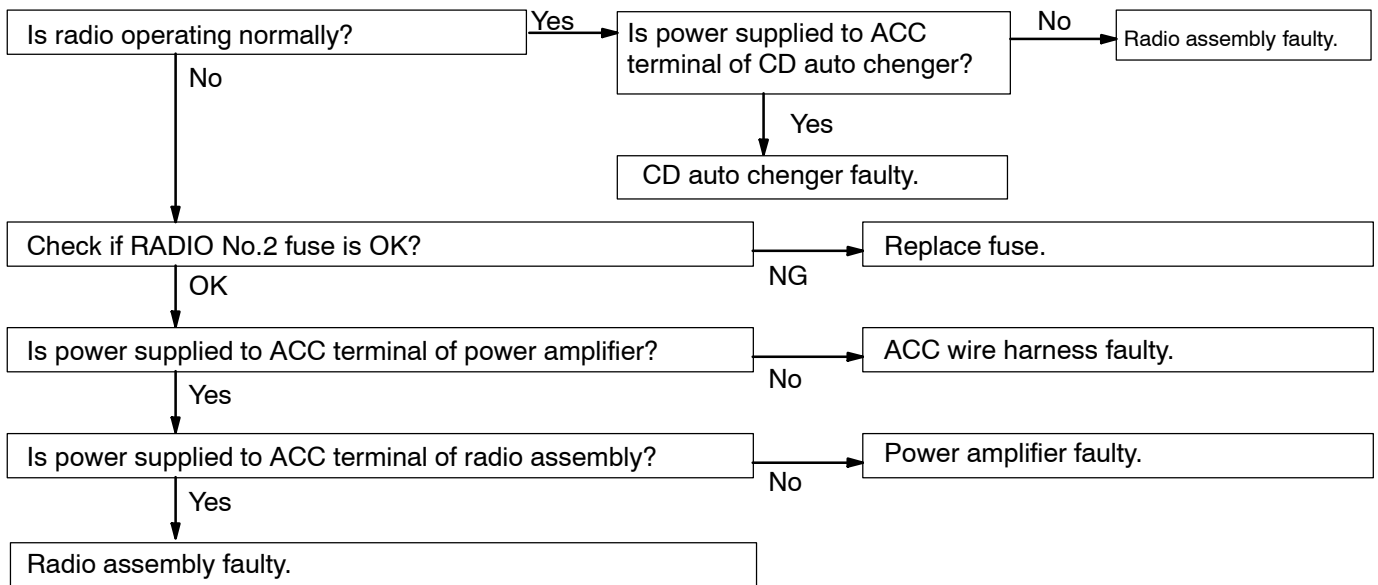 Is radio operating normally?
Yes
Is power supplied to ACC
terminal of CD auto chenger?
No
Radio assembly faulty.
No
Yes
CD auto chenger faulty.
Check if RADIO No.2 fuse is OK?
NG
Replace fuse.
OK
Is power supplied to ACC terminal of power amplifier?
No
ACC wire harness faulty.
Yes
Is power supplied to ACC terminal of radio assembly?
No
Power amplifier faulty.
Yes
Radio assembly faulty.